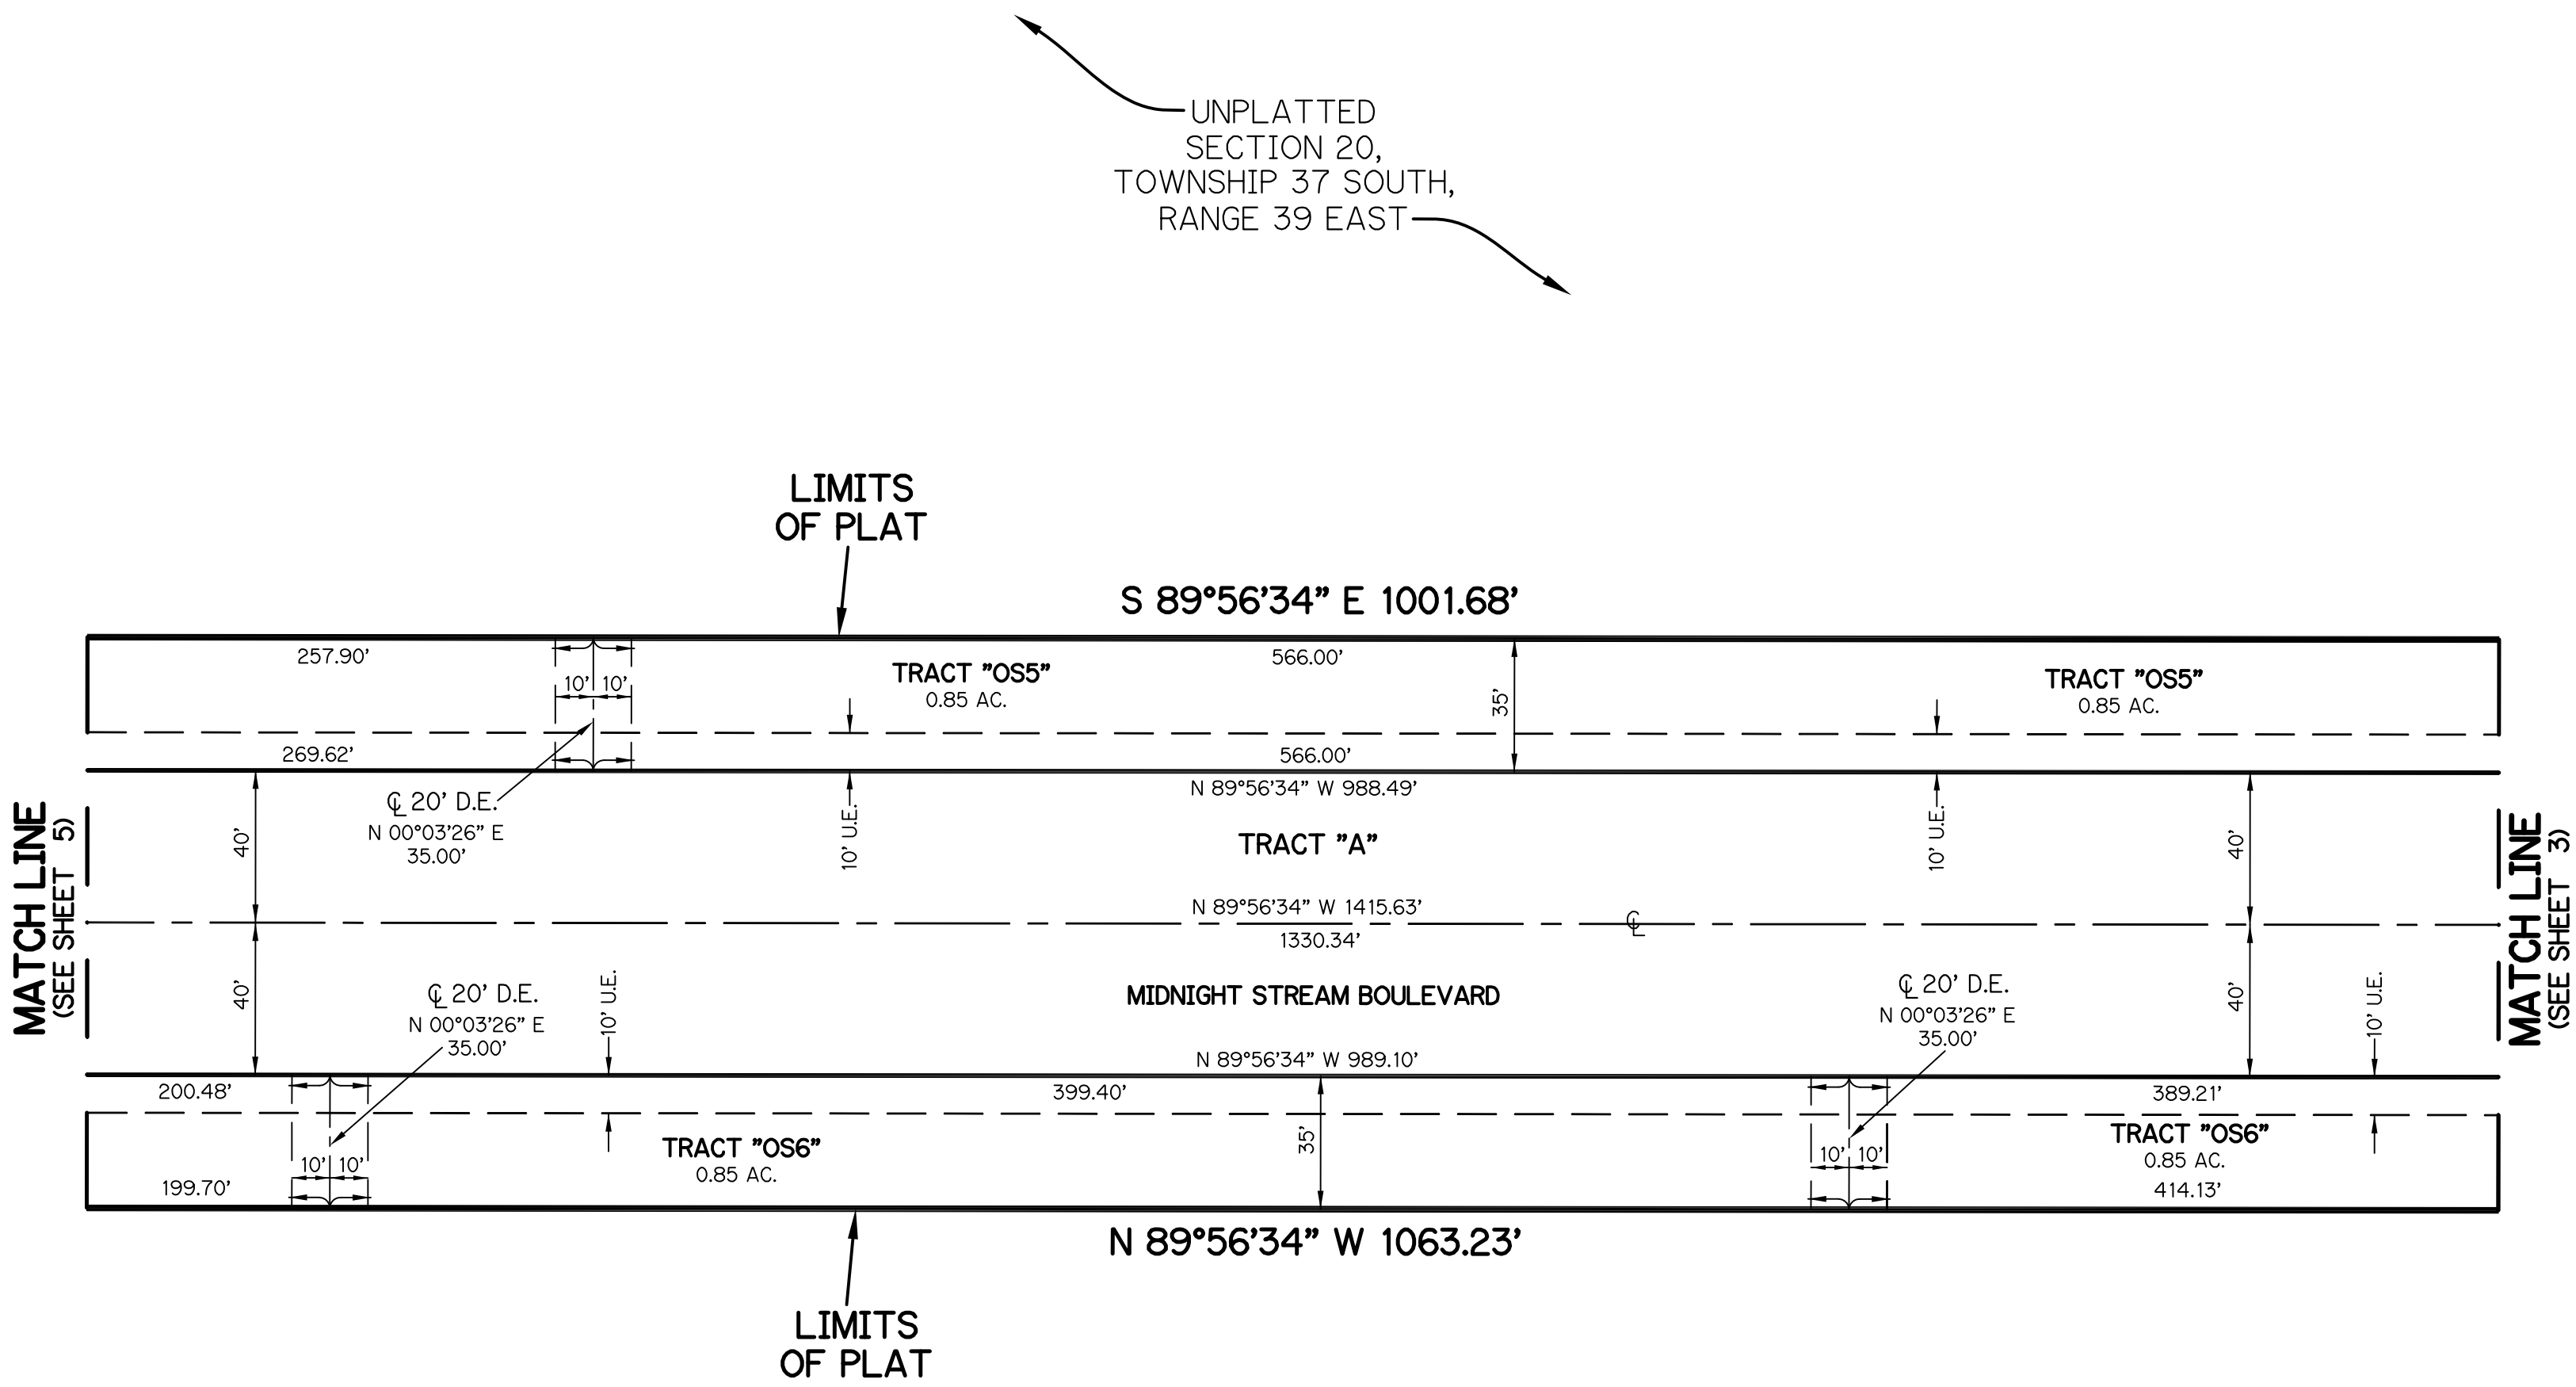 UNPLATTED
SECTION 20,
TOWNSHIP 37 SOUTH,
RANGE 39 EAST
LIMITS
OF PLAT
S 89°56'34" E 1001.68'
257.90'
566.00'
TRACT "OS5"
0.85 AC.
TRACT "OS5"
0.85 AC.
10' 10'
35'
269.62'
566.00'
N 89°56'34" W 988.49'
℄ 20' D.E.
N 00°03'26" E
35.00'
10' U.E.
10' U.E.
40'
40'
TRACT "A"
MATCH LINE
(SEE SHEET 5)
MATCH LINE
(SEE SHEET 3)
N 89°56'34" W 1415.63'
℄
1330.34'
40'
40'
℄ 20' D.E.
N 00°03'26" E
35.00'
10' U.E.
MIDNIGHT STREAM BOULEVARD
℄ 20' D.E.
N 00°03'26" E
35.00'
10' U.E.
N 89°56'34" W 989.10'
200.48'
399.40'
389.21'
TRACT "OS6"
0.85 AC.
35'
TRACT "OS6"
0.85 AC.
10' 10'
10' 10'
199.70'
414.13'
N 89°56'34" W 1063.23'
LIMITS
OF PLAT